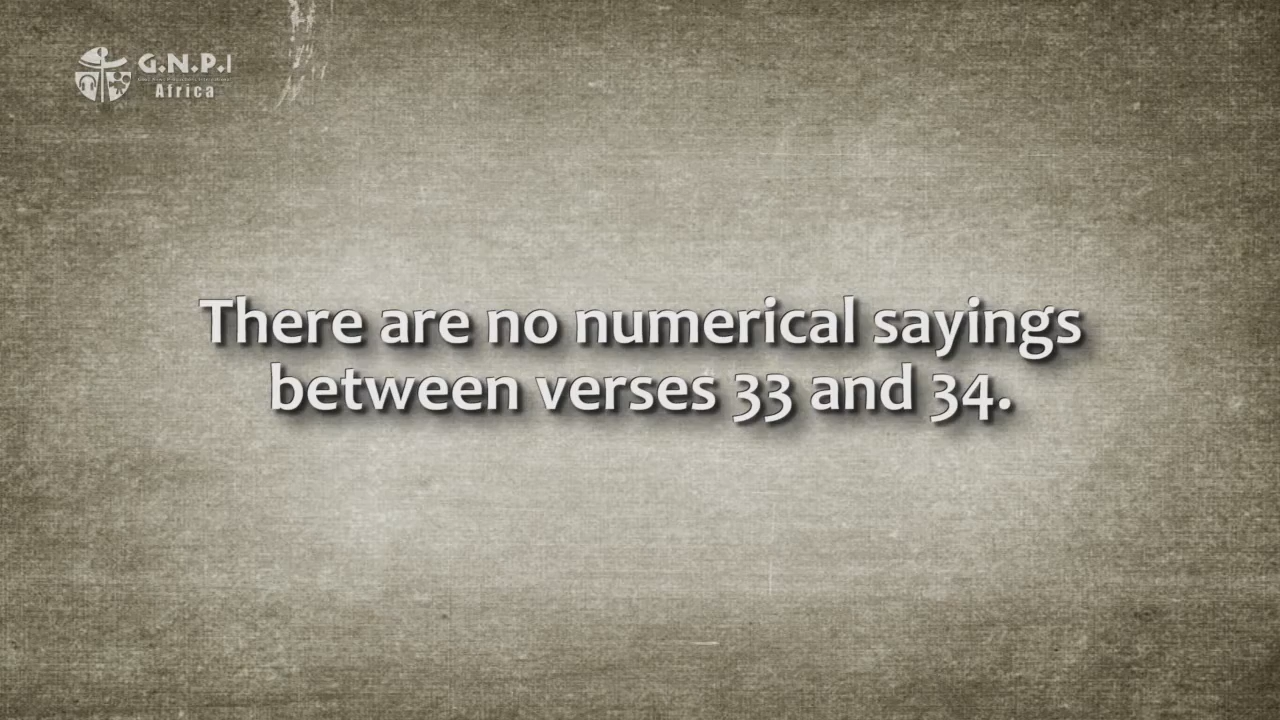 G.N.P.I
Africa
There are no numerical sayings
between verses 33 and 34.